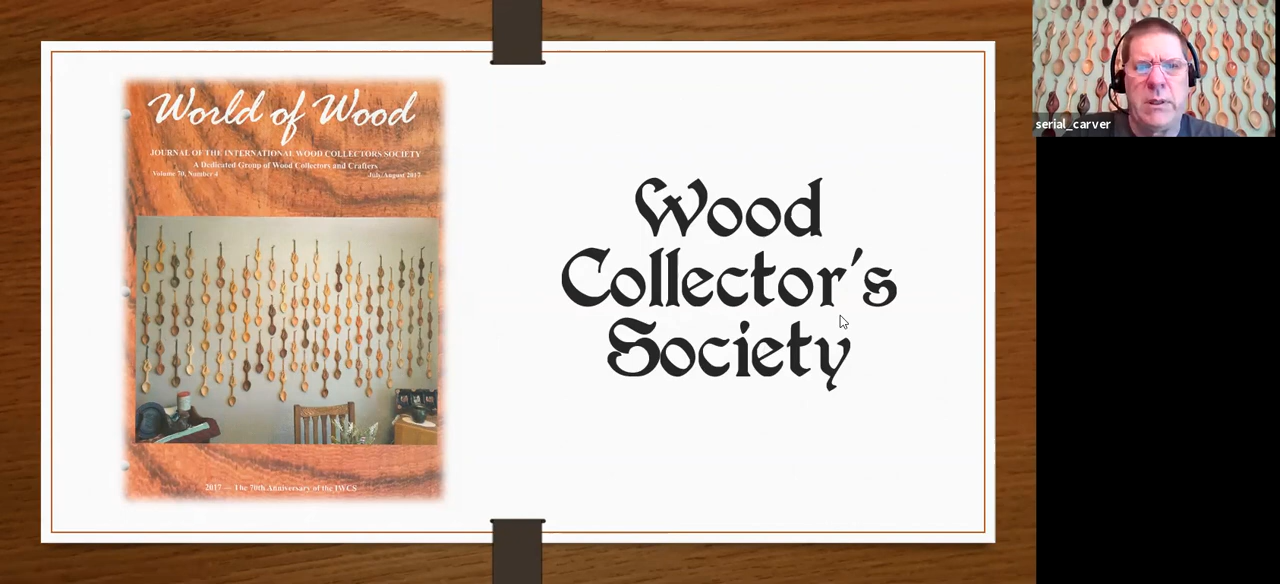 World of Wood
JOURNAL OF THE INTERNATIONAL WOOD COLLECTORS SOCIETY
A Dedicated Group of Wood Collectors and Crafters
Volume 70, Number 4
July/August 2017
2017 — The 70th Anniversary of the IWCS
Wood
Collector's
Society
serial_carver